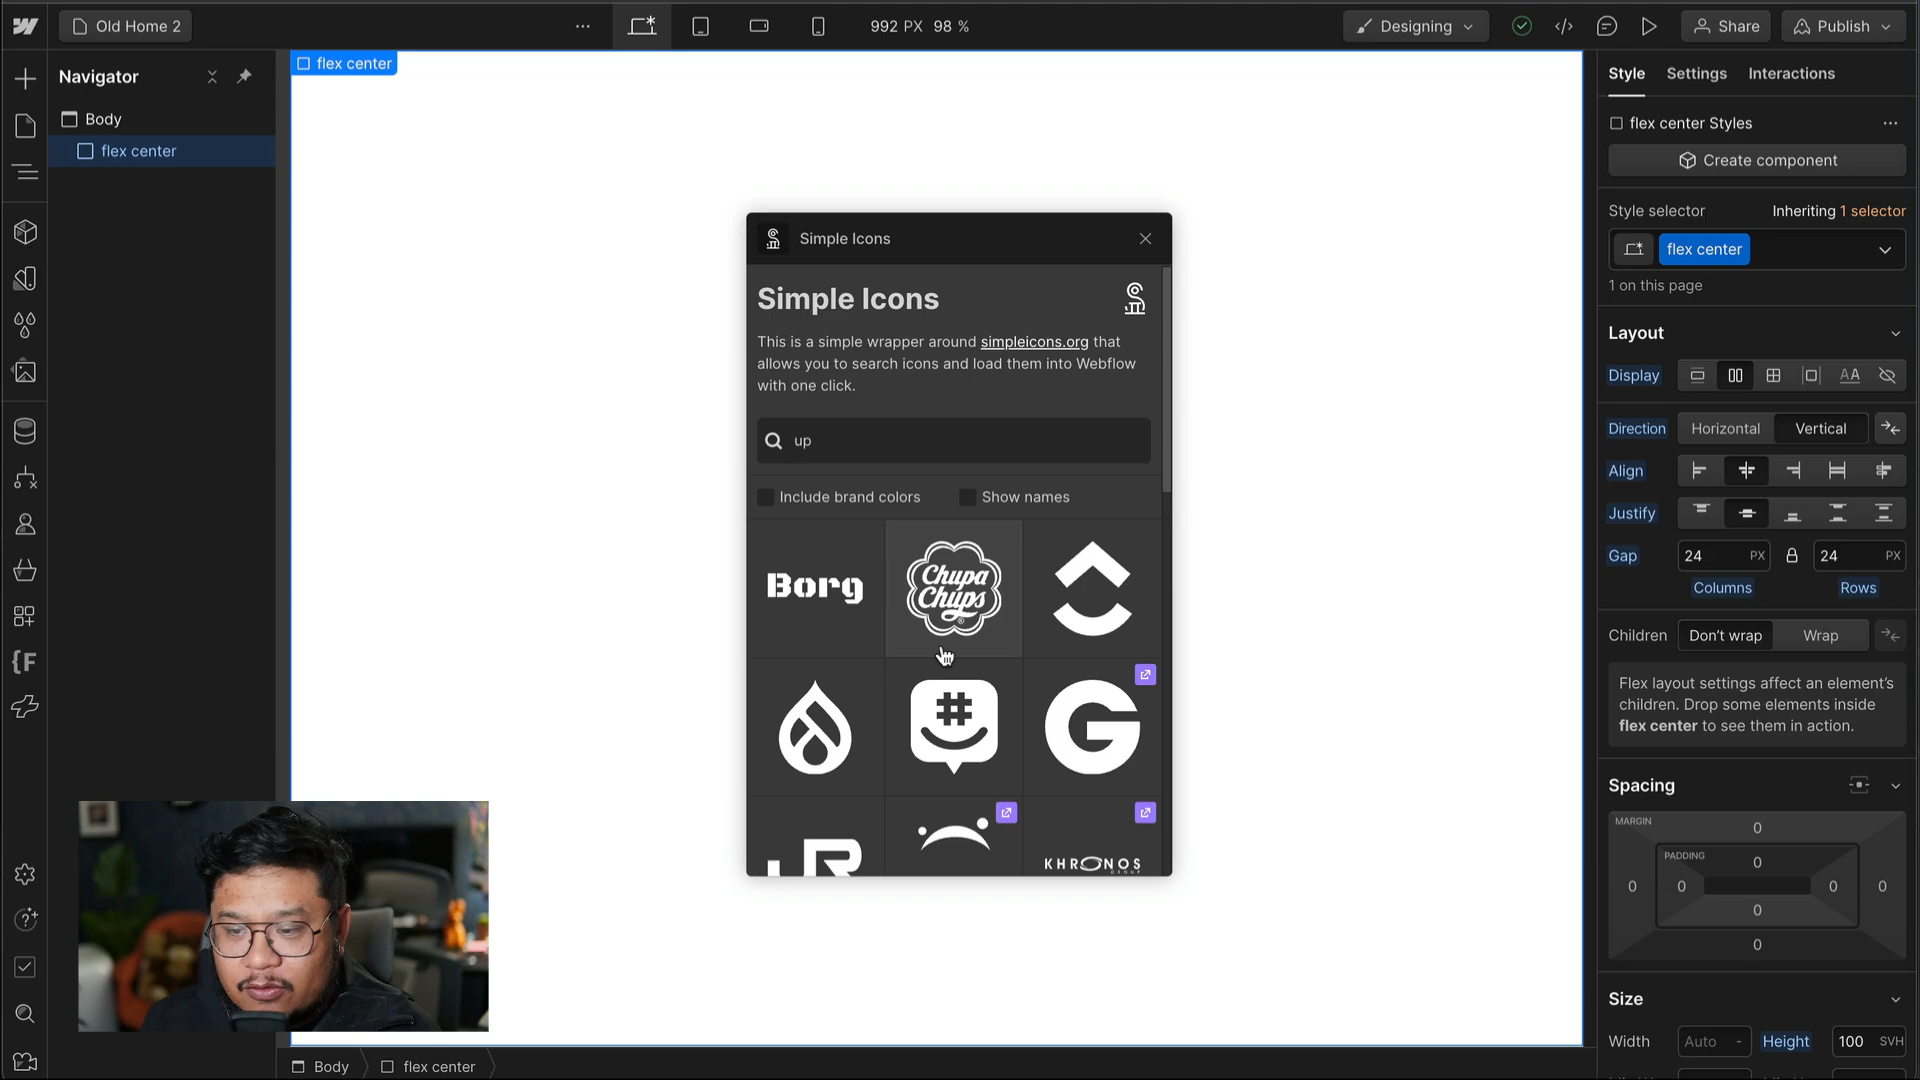 Old Home 2
992 PX 98 %
Designing
Share
Publish
Navigator
Body
flex center
flex center
Simple Icons
Simple Icons
This is a simple wrapper around simpleicons.org that
allows you to search icons and load them into Webflow
with one click.
up
Include brand colors
Show names
Borg
Chupa
Chups
KHRONOS
GROUP
Body
flex center
Style
Settings
Interactions
flex center Styles
Create component
Style selector
Inheriting 1 selector
flex center
1 on this page
Layout
Display
Direction
Horizontal
Vertical
Align
Justify
Gap
24 PX
24 PX
Columns
Rows
Children
Don't wrap
Wrap
Flex layout settings affect an element's
children. Drop some elements inside
flex center to see them in action.
Spacing
MARGIN
0
PADDING
0
0
0
0
0
0
0
Size
Width
Auto -
Height
100 SVH